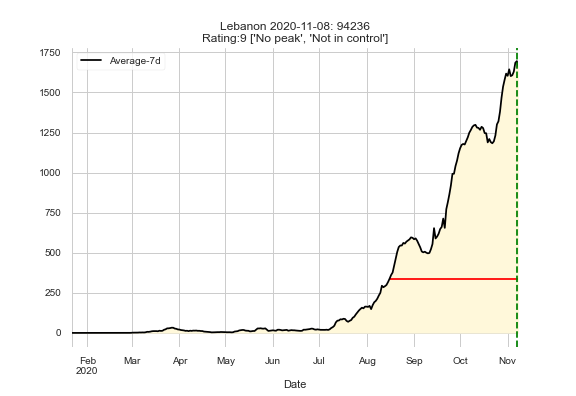 Lebanon 2020-11-08: 94236
Rating:9 ['No peak', 'Not in control']
Average-7d
1750
1500
1250
1000
750
500
250
0
Feb Mar Apr May Jun Jul Aug Sep Oct Nov
2020
Date